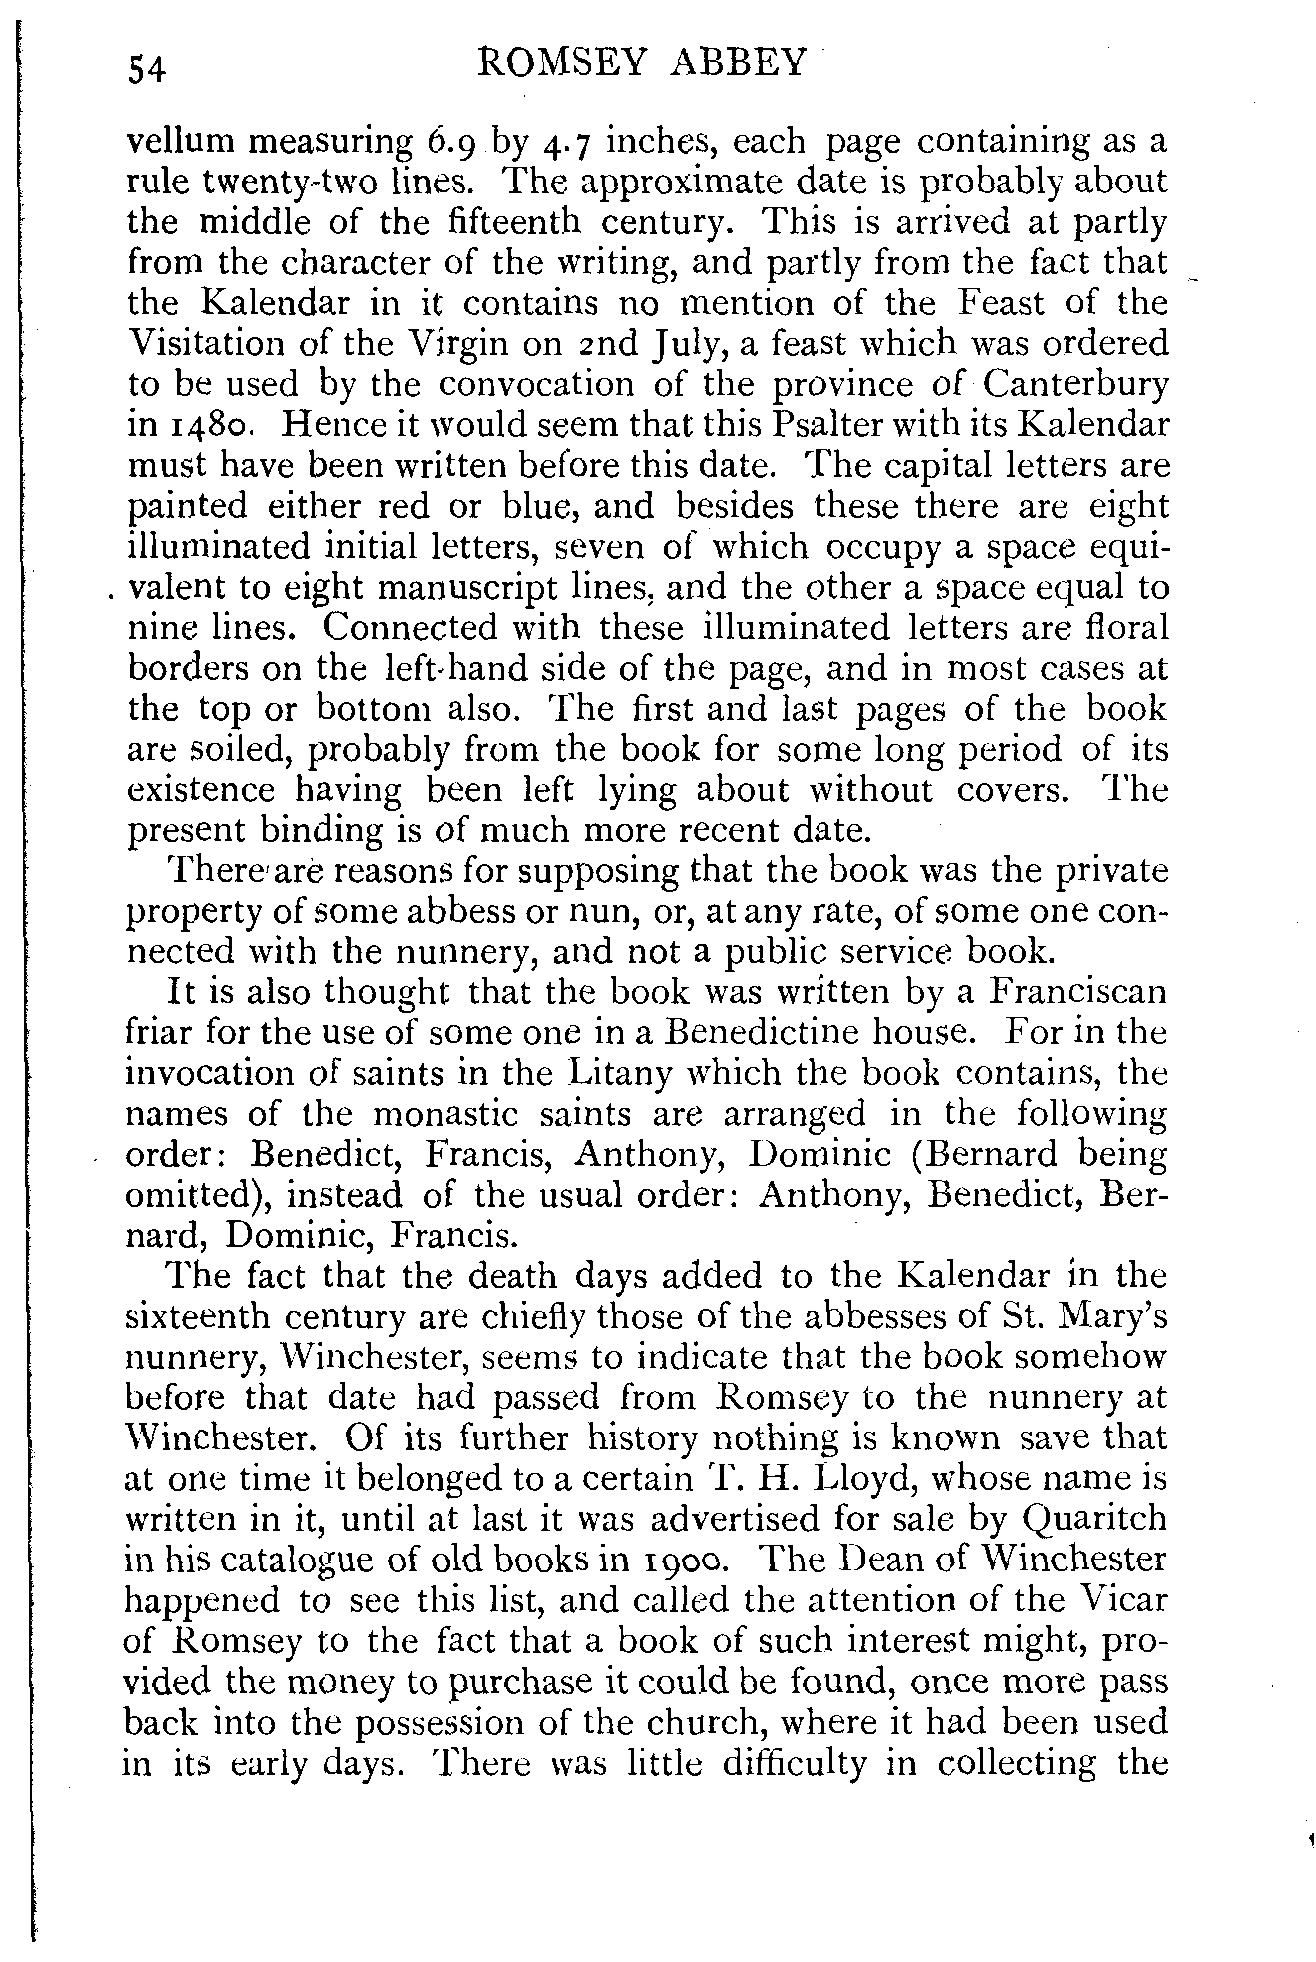 54 ROMSEY ABBEY
vellum measuring 6.9 by 4.7 inches, each page containing as a
rule twenty-two lines. The approximate date is probably about
the middle of the fifteenth century. This is arrived at partly
from the character of the writing, and partly from the fact that
the Kalendar in it contains no mention of the Feast of the
Visitation of the Virgin on 2nd July, a feast which was ordered
to be used by the convocation of the province of Canterbury
in 1480. Hence it would seem that this Psalter with its Kalendar
must have been written before this date. The capital letters are
painted either red or blue, and besides these there are eight
illuminated initial letters, seven of which occupy a space equi-
valent to eight manuscript lines, and the other a space equal to
nine lines. Connected with these illuminated letters are floral
borders on the left-hand side of the page, and in most cases at
the top or bottom also. The first and last pages of the book
are soiled, probably from the book for some long period of its
existence having been left lying about without covers. The
present binding is of much more recent date.
There are reasons for supposing that the book was the private
property of some abbess or nun, or, at any rate, of some one con-
nected with the nunnery, and not a public service book.
It is also thought that the book was written by a Franciscan
friar for the use of some one in a Benedictine house. For in the
invocation of saints in the Litany which the book contains, the
names of the monastic saints are arranged in the following
order: Benedict, Francis, Anthony, Dominic (Bernard being
omitted), instead of the usual order: Anthony, Benedict, Ber-
nard, Dominic, Francis.
The fact that the death days added to the Kalendar in the
sixteenth century are chiefly those of the abbesses of St. Mary's
nunnery, Winchester, seems to indicate that the book somehow
before that date had passed from Romsey to the nunnery at
Winchester. Of its further history nothing is known save that
at one time it belonged to a certain T. H. Lloyd, whose name is
written in it, until at last it was advertised for sale by Quaritch
in his catalogue of old books in 1900. The Dean of Winchester
happened to see this list, and called the attention of the Vicar
of Romsey to the fact that a book of such interest might, pro-
vided the money to purchase it could be found, once more pass
back into the possession of the church, where it had been used
in its early days. There was little difficulty in collecting the